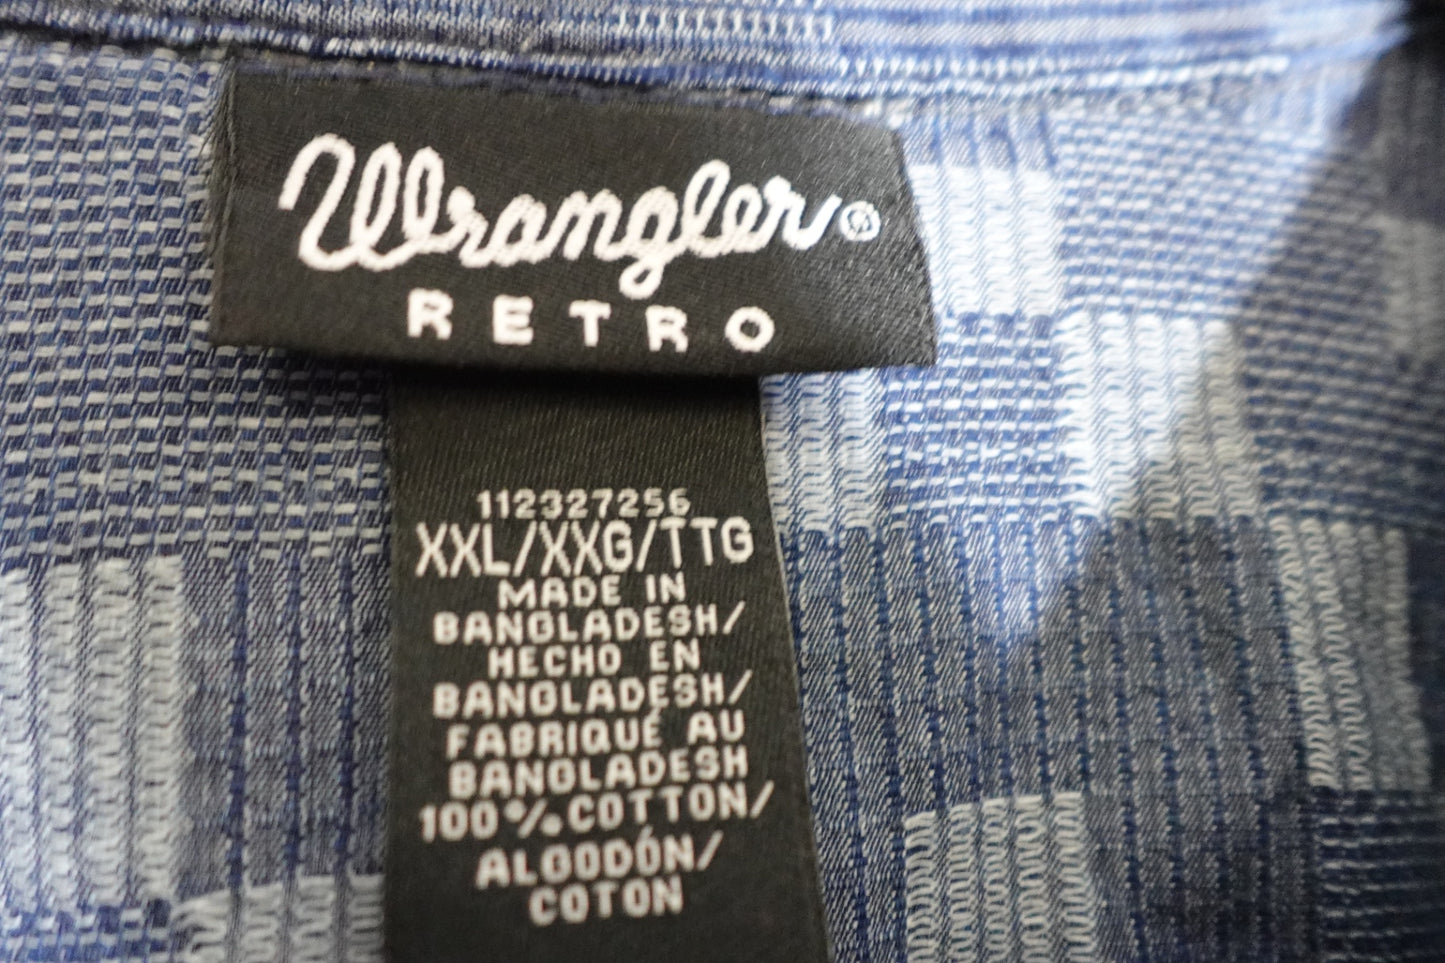 Wrangler®
RETRO
112327256
XXL/XXG/TTG
MADE IN
BANGLADESH/
HECHO EN
BANGLADESH/
FABRIQUÉ AU
BANGLADESH
100%COTTON/
ALGODÓN/
COTON